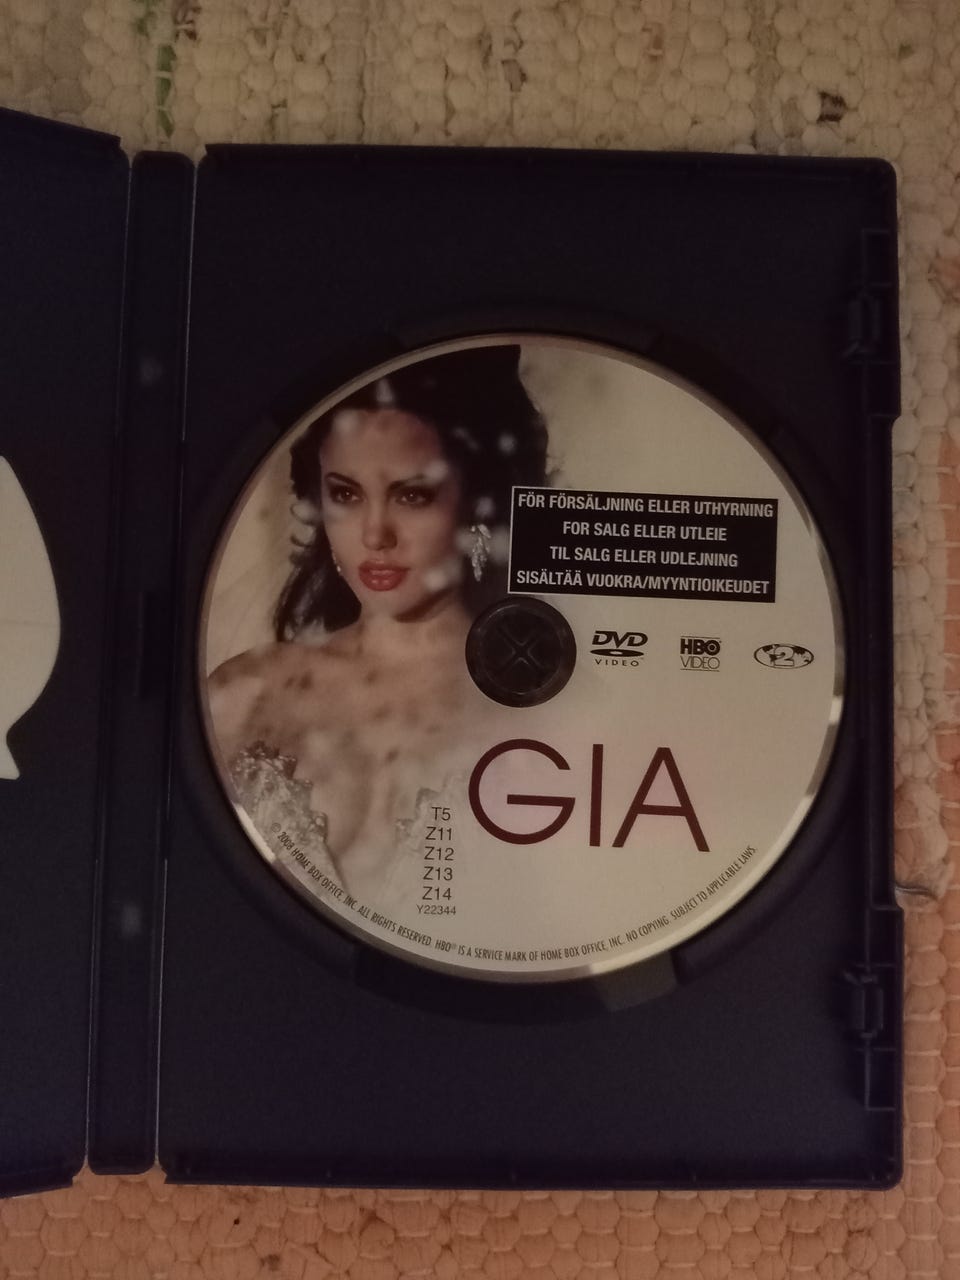 FÖR FÖRSÄLJNING ELLER UTHYRNING
FOR SALG ELLER UTLEIE
TIL SALG ELLER UDLEJNING
SISÄLTÄÄ VUOKRA/MYYNTIOIKEUDET
DVD
VIDEO
HBO
VIDEO
2
GIA
T5
Z11
Z12
Z13
Z14
Y22344
© 2008 HOME BOX OFFICE, INC. ALL RIGHTS RESERVED. HBO® IS A SERVICE MARK OF HOME BOX OFFICE, INC. NO COPYING. SUBJECT TO APPLICABLE LAWS.